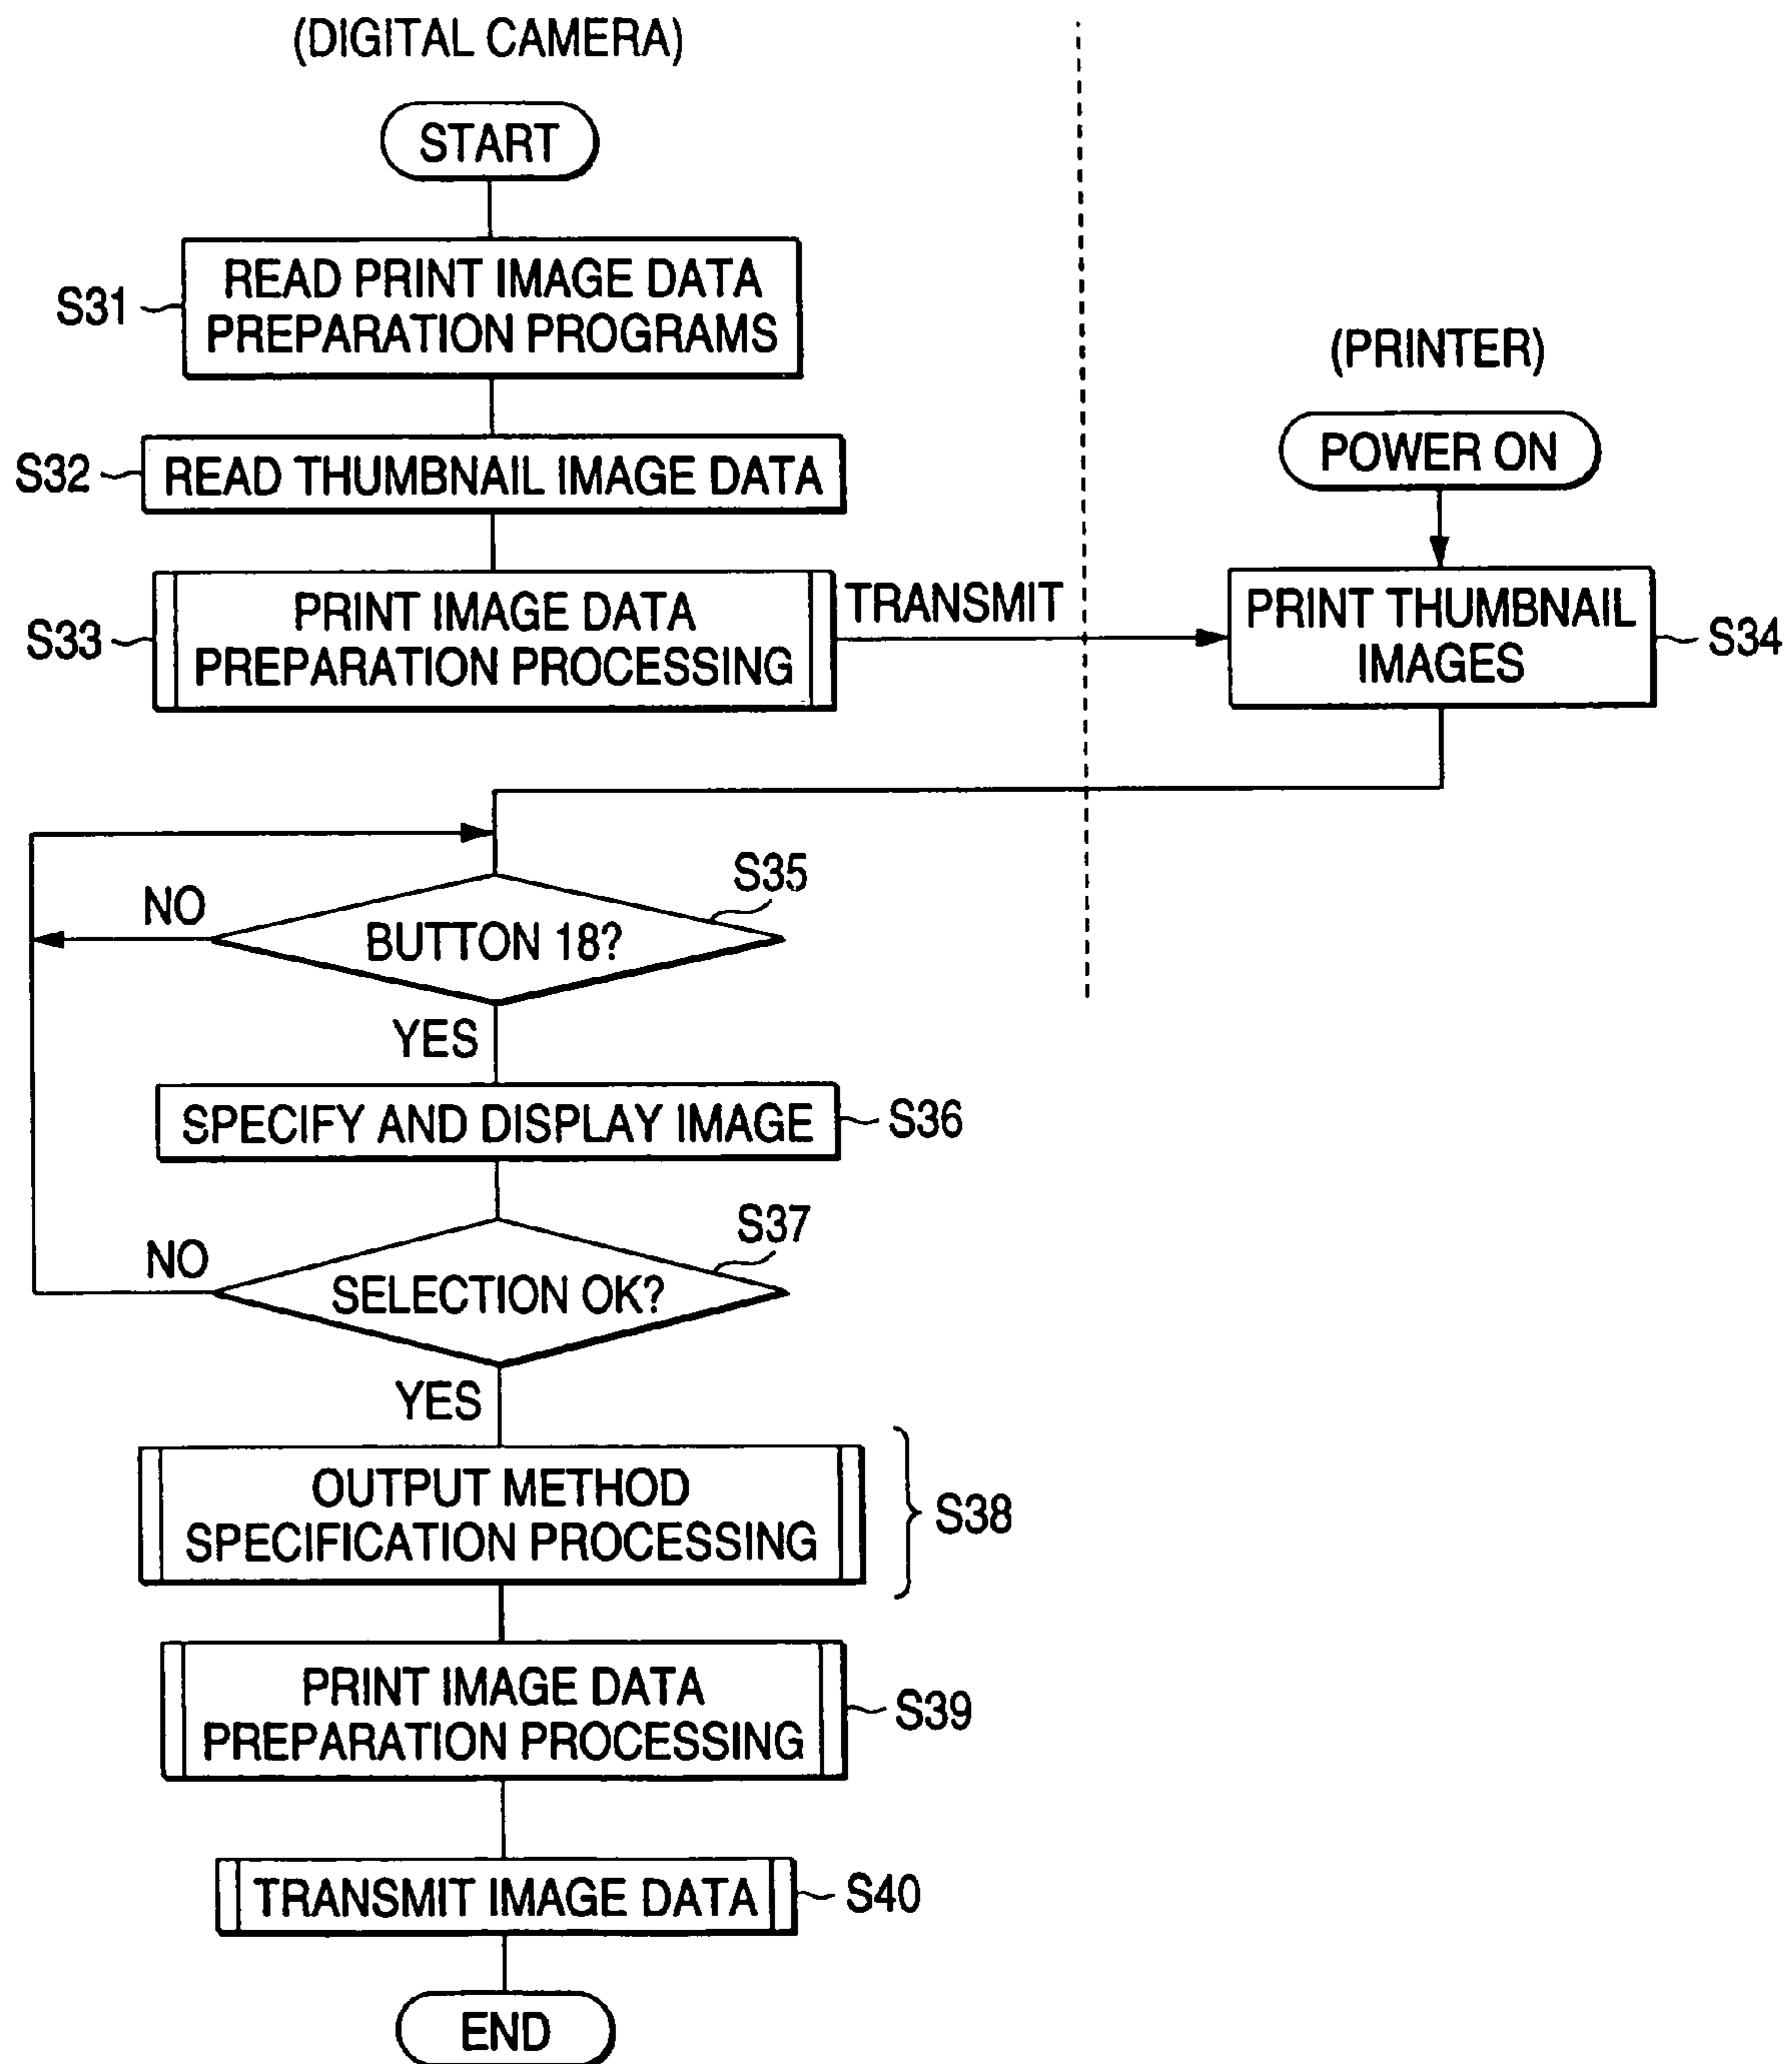 (DIGITAL CAMERA)
START
S31
READ PRINT IMAGE DATA
PREPARATION PROGRAMS
(PRINTER)
S32
READ THUMBNAIL IMAGE DATA
POWER ON
S33
PRINT IMAGE DATA
PREPARATION PROCESSING
TRANSMIT
PRINT THUMBNAIL
IMAGES
S34
S35
NO
BUTTON 18?
YES
SPECIFY AND DISPLAY IMAGE
S36
S37
NO
SELECTION OK?
YES
OUTPUT METHOD
SPECIFICATION PROCESSING
S38
PRINT IMAGE DATA
PREPARATION PROCESSING
S39
TRANSMIT IMAGE DATA
S40
END